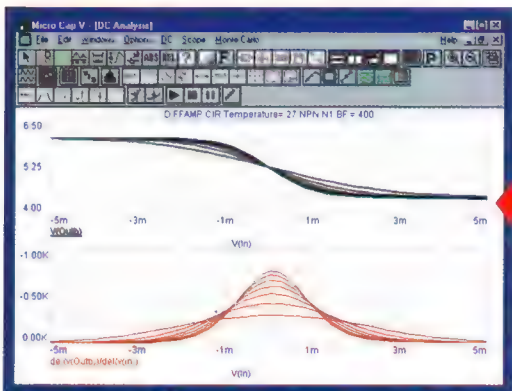 Micro Cap V - [DC Analysis]
File Edit Windows Options DC Scope Monte Carlo Help
ABS ? F P
DIFFAMP CIR Temperature= 27 NPN N1 BF = 400
6.50
5.25
4.00
-5m -3m -1m 1m 3m 5m
V(Outb)
V(In)
-1.00K
-0.50K
0.00K
-5m -3m -1m 1m 3m 5m
V(In)